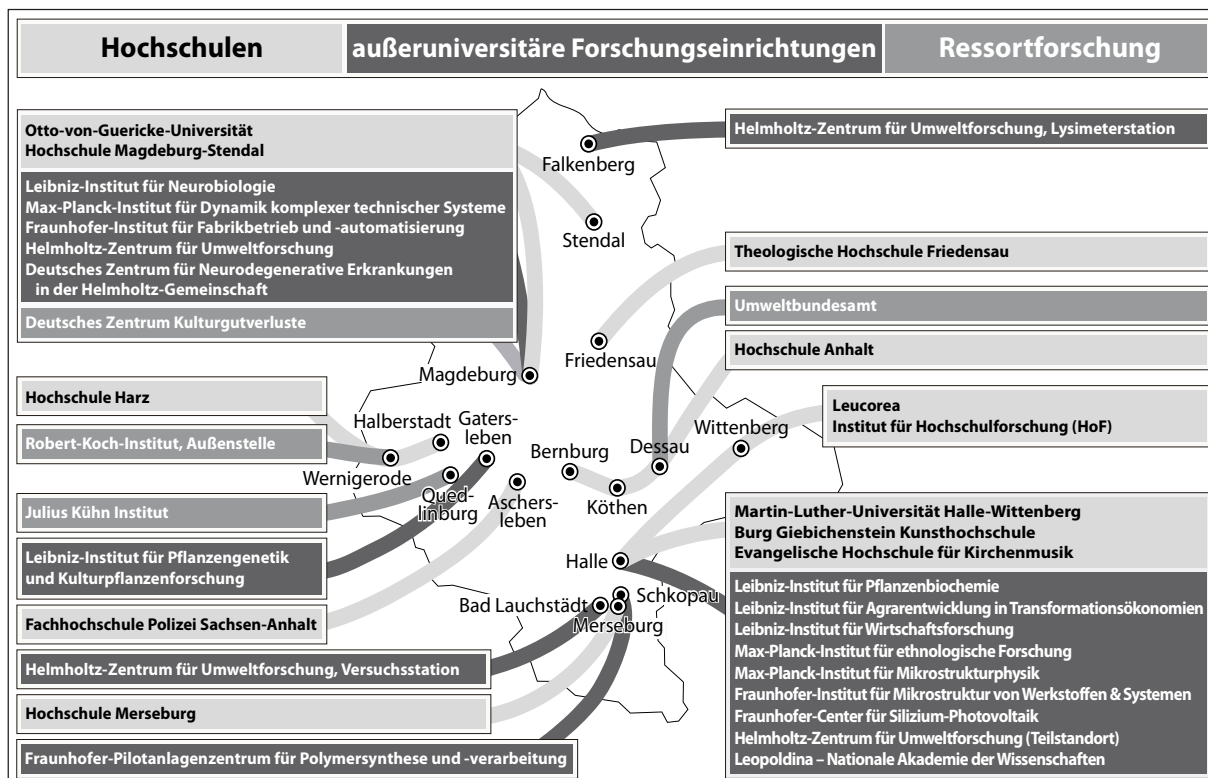 Hochschulen
außeruniversitäre Forschungseinrichtungen
Ressortforschung
Otto-von-Guericke-Universität
Hochschule Magdeburg-Stendal
Leibniz-Institut für Neurobiologie
Max-Planck-Institut für Dynamik komplexer technischer Systeme
Fraunhofer-Institut für Fabrikbetrieb und -automatisierung
Helmholtz-Zentrum für Umweltforschung
Deutsches Zentrum für Neurodegenerative Erkrankungen
in der Helmholtz-Gemeinschaft
Deutsches Zentrum Kulturgutverluste
Hochschule Harz
Robert-Koch-Institut, Außenstelle
Julius Kühn Institut
Leibniz-Institut für Pflanzengenetik
und Kulturpflanzenforschung
Fachhochschule Polizei Sachsen-Anhalt
Helmholtz-Zentrum für Umweltforschung, Versuchsstation
Hochschule Merseburg
Fraunhofer-Pilotanlagenzentrum für Polymersynthese und -verarbeitung
Falkenberg
Stendal
Friedensau
Magdeburg
Halberstadt
Gaters-
leben
Wernigerode
Qued-
linburg
Aschers-
leben
Bernburg
Köthen
Dessau
Wittenberg
Halle
Schkopau
Bad Lauchstädt
Merseburg
Helmholtz-Zentrum für Umweltforschung, Lysimeterstation
Theologische Hochschule Friedensau
Umweltbundesamt
Hochschule Anhalt
Leucorea
Institut für Hochschulforschung (HoF)
Martin-Luther-Universität Halle-Wittenberg
Burg Giebichenstein Kunsthochschule
Evangelische Hochschule für Kirchenmusik
Leibniz-Institut für Pflanzenbiochemie
Leibniz-Institut für Agrarentwicklung in Transformationsökonomien
Leibniz-Institut für Wirtschaftsforschung
Max-Planck-Institut für ethnologische Forschung
Max-Planck-Institut für Mikrostrukturphysik
Fraunhofer-Institut für Mikrostruktur von Werkstoffen & Systemen
Fraunhofer-Center für Silizium-Photovoltaik
Helmholtz-Zentrum für Umweltforschung (Teilstandort)
Leopoldina – Nationale Akademie der Wissenschaften